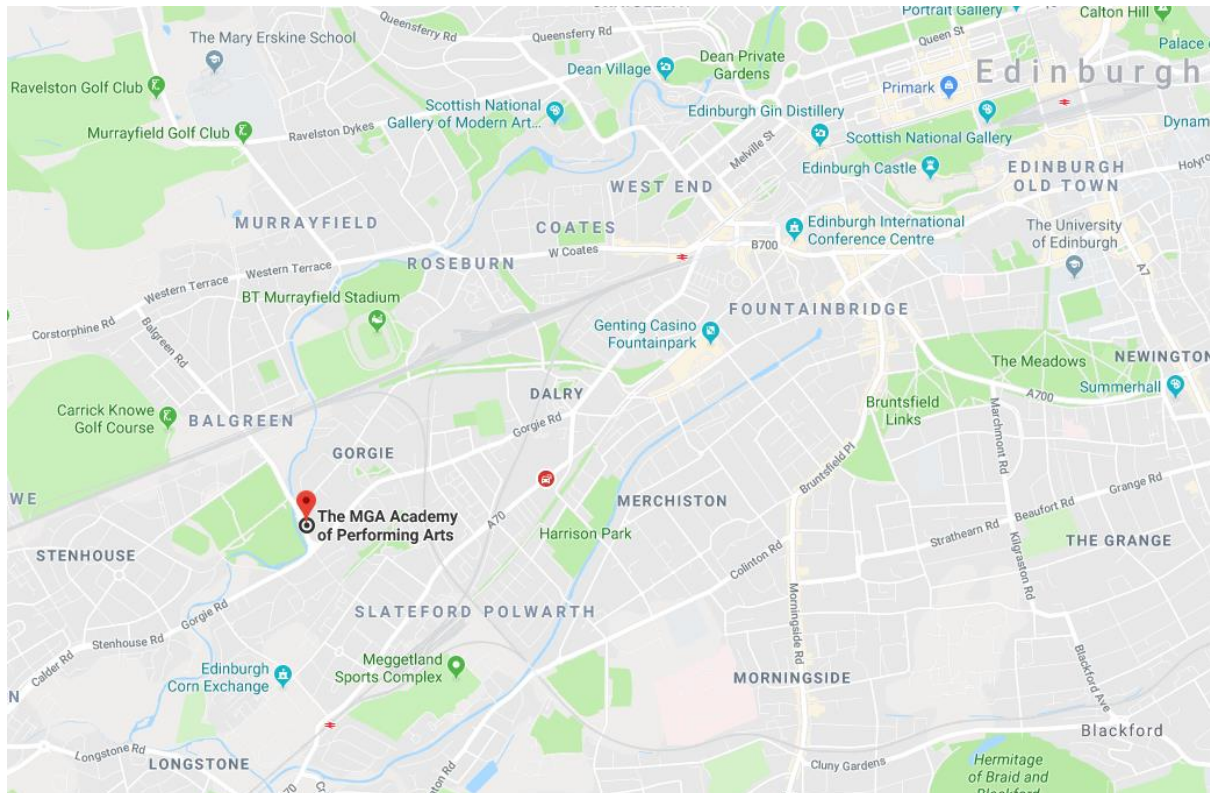 Queensferry Rd
Queensferry Rd
Portrait Gallery
Calton Hill
The Mary Erskine School
Queen St
Palace
Dean Village
Dean Private
Gardens
Edinburgh
Ravelston Golf Club
Primark
Scottish National
Gallery of Modern Art...
Edinburgh Gin Distillery
Murrayfield Golf Club
Ravelston Dykes
Scottish National Gallery
Dynam
Melville St
Edinburgh Castle
EDINBURGH
OLD TOWN
Holyro
WEST END
MURRAYFIELD
COATES
Edinburgh International
Conference Centre
The University
of Edinburgh
B700
W Coates
ROSEBURN
A7
Western Terrace
Western Terrace
BT Murrayfield Stadium
FOUNTAINBRIDGE
Corstorphine Rd
Balgreen Rd
Genting Casino
Fountainpark
The Meadows
NEWINGTON
Summerhall
DALRY
A700
Carrick Knowe
Golf Course
BALGREEN
Gorgie Rd
Bruntsfield
Links
Marchmont Rd
GORGIE
Bruntsfield Pl
Grange Rd
WE
MERCHISTON
Beaufort Rd
The MGA Academy
of Performing Arts
A70
Harrison Park
Strathearn Rd
THE GRANGE
STENHOUSE
Colinton Rd
Kilgraston Rd
Gorgie Rd
SLATEFORD
POLWARTH
Morningside Rd
Stenhouse Rd
Calder Rd
Edinburgh
Corn Exchange
Meggetland
Sports Complex
MORNINGSIDE
Blackford Ave
N
Blackford
Longstone Rd
LONGSTONE
Cluny Gardens
Hermitage
of Braid and
Blackford
A70
nton Rd